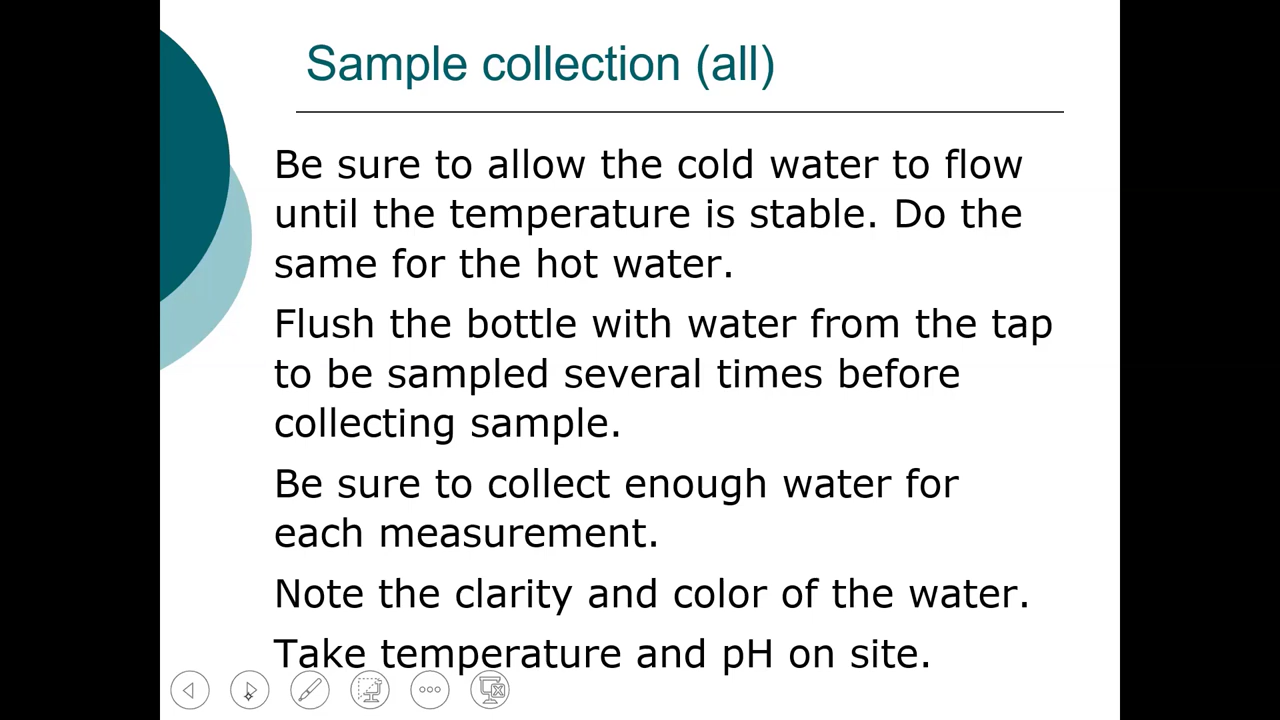 Sample collection (all)
Be sure to allow the cold water to flow
until the temperature is stable. Do the
same for the hot water.
Flush the bottle with water from the tap
to be sampled several times before
collecting sample.
Be sure to collect enough water for
each measurement.
Note the clarity and color of the water.
Take temperature and pH on site.